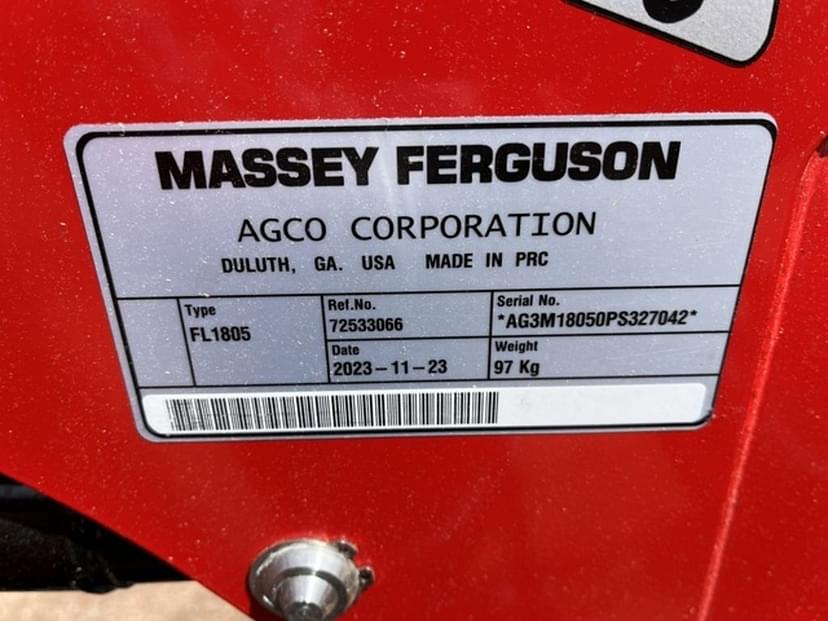 MASSEY FERGUSON
AGCO CORPORATION
DULUTH, GA. USA MADE IN PRC
Type
FL1805
Ref.No.
72533066
Serial No.
*AG3M18050PS327042*
Date
2023-11-23
Weight
97 Kg